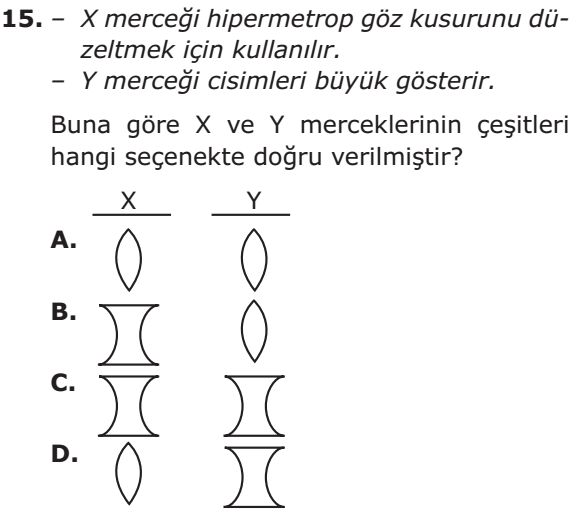 15. – X merceği hipermetrop göz kusurunu dü-
zeltmek için kullanılır.
– Y merceği cisimleri büyük gösterir.
Buna göre X ve Y merceklerinin çeşitleri
hangi seçenekte doğru verilmiştir?
X Y
A.
B.
C.
D.